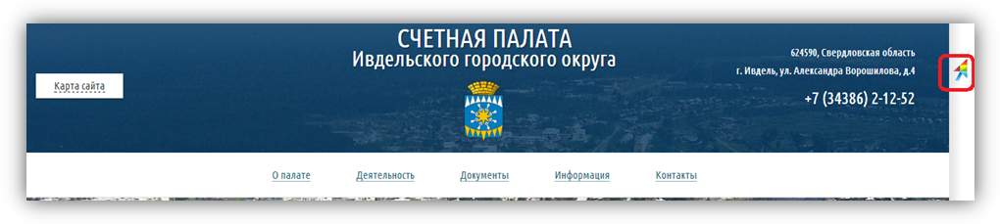 СЧЕТНАЯ ПАЛАТА
Ивдельского городского округа
Карта сайта
624590, Свердловская область
г. Ивдель, ул. Александра Ворошилова, д.4
+7 (34386) 2-12-52
О палате Деятельность Документы Информация Контакты